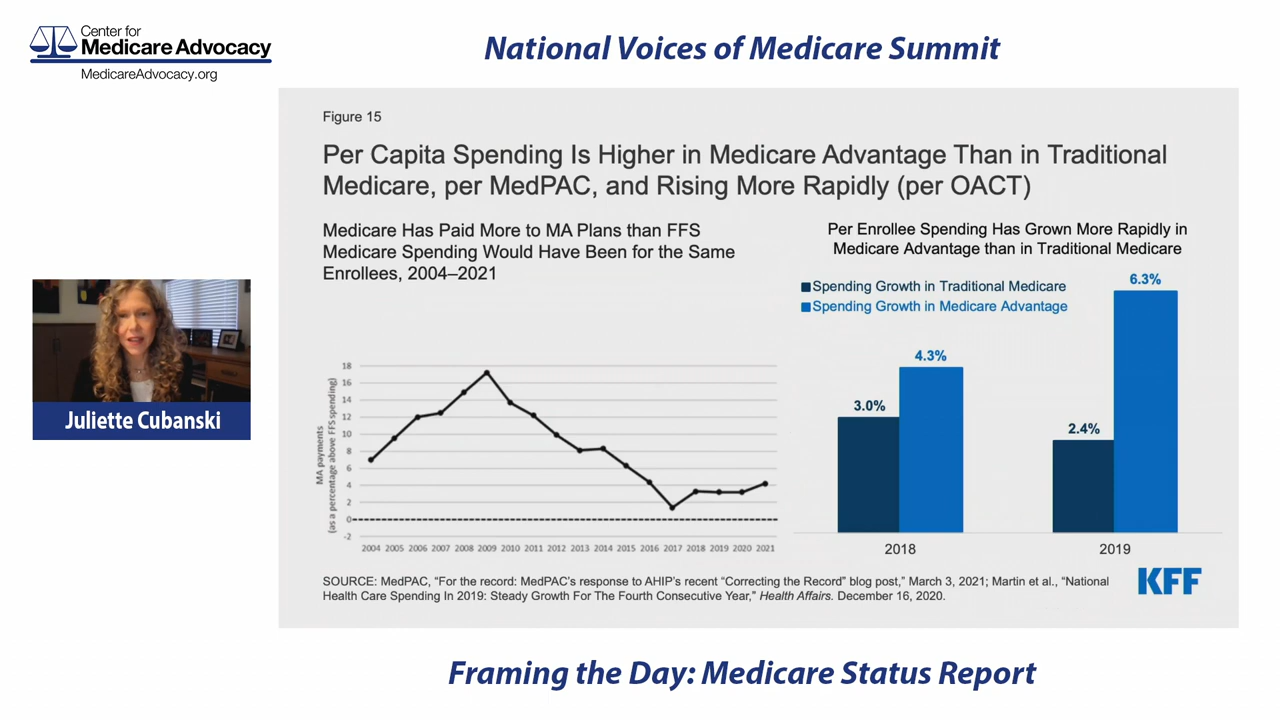 Center for
Medicare Advocacy
MedicareAdvocacy.org
National Voices of Medicare Summit
Figure 15
Per Capita Spending Is Higher in Medicare Advantage Than in Traditional
Medicare, per MedPAC, and Rising More Rapidly (per OACT)
Medicare Has Paid More to MA Plans than FFS
Medicare Spending Would Have Been for the Same
Enrollees, 2004–2021
MA payments
(as a percentage above FFS spending)
18
16
14
12
10
8
6
4
2
0
-2
2004 2005 2006 2007 2008 2009 2010 2011 2012 2013 2014 2015 2016 2017 2018 2019 2020 2021
Per Enrollee Spending Has Grown More Rapidly in
Medicare Advantage than in Traditional Medicare
Spending Growth in Traditional Medicare
Spending Growth in Medicare Advantage
3.0%
4.3%
2.4%
6.3%
2018
2019
SOURCE: MedPAC, “For the record: MedPAC’s response to AHIP’s recent “Correcting the Record” blog post,” March 3, 2021; Martin et al., “National
Health Care Spending In 2019: Steady Growth For The Fourth Consecutive Year,” Health Affairs. December 16, 2020.
KFF
Juliette Cubanski
Framing the Day: Medicare Status Report